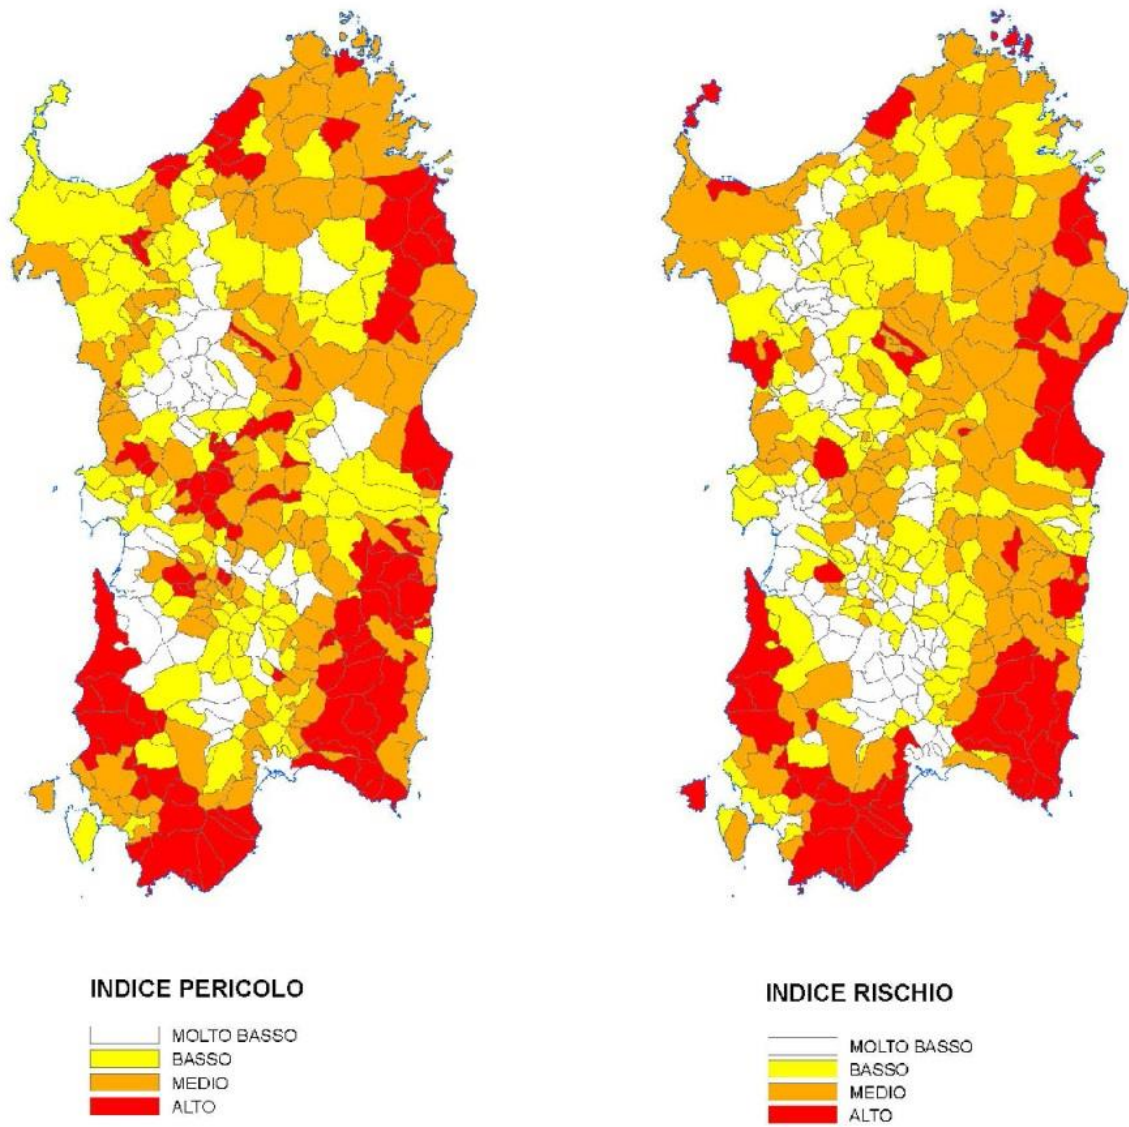 INDICE PERICOLO
MOLTO BASSO
BASSO
MEDIO
ALTO
INDICE RISCHIO
MOLTO BASSO
BASSO
MEDIO
ALTO